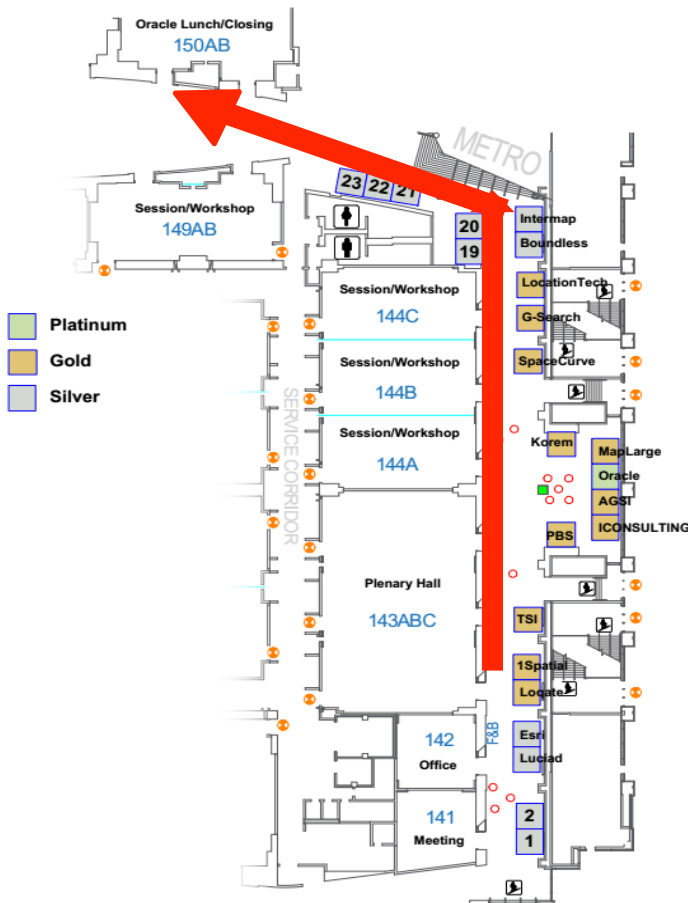 Oracle Lunch/Closing
150AB
METRO
23 22 21
Session/Workshop
149AB
20
19
Intermap
Boundless
LocationTech
G-Search
SpaceCurve
Session/Workshop
144C
Platinum
Gold
Silver
Session/Workshop
144B
SERVICE CORRIDOR
Session/Workshop
144A
Korem
MapLarge
Oracle
AGSI
ICONSULTING
PBS
Plenary Hall
143ABC
TSI
1Spatial
Loqate
F&B
142
Office
Esri
Luciad
141
Meeting
2
1